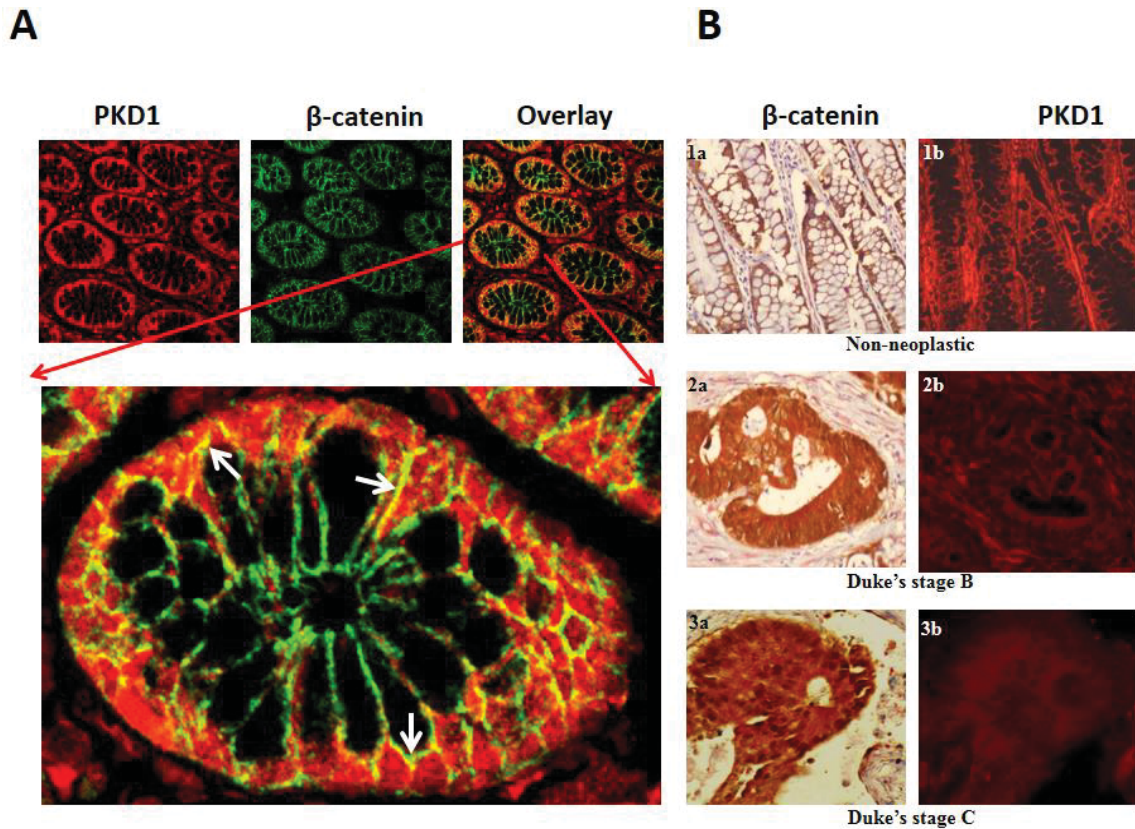 A
B
PKD1
β-catenin
Overlay
β-catenin
PKD1
1a
1b
Non-neoplastic
2a
2b
Duke's stage B
3a
3b
Duke's stage C